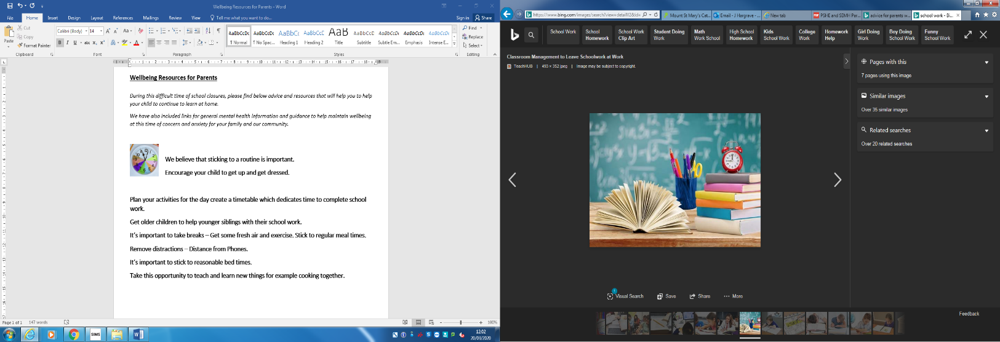 Wellbeing Resources for Parents - Word
File Home Insert Design Layout References Mailings Review View Tell me what you want to do... Sign in Share
Paste
Cut
Copy
Format Painter
Calibri (Body) 14
AaBbCcDc AaBbCcDc AaBbCc AaBbCcD AaB AaBbCcD AaBbCcDc AaBbCcDc AaBbCcDc
¶ Normal ¶ No Spac... Heading 1 Heading 2 Title Subtitle Subtle Em... Emphasis Intense E...
Find
Replace
Select
Clipboard Font Paragraph Styles Editing
Wellbeing Resources for Parents
During this difficult time of school closures, please find below advice and resources that will help you to help
your child to continue to learn at home.
We have also included links for general mental health information and guidance to help maintain wellbeing
at this time of concern and anxiety for your family and our community.
We believe that sticking to a routine is important.
Encourage your child to get up and get dressed.
Plan your activities for the day create a timetable which dedicates time to complete school
work.
Get older children to help younger siblings with their school work.
It's important to take breaks – Get some fresh air and exercise. Stick to regular meal times.
Remove distractions – Distance from Phones.
It's important to stick to reasonable bed times.
Take this opportunity to teach and learn new things for example cooking together.
Page 1 of 1 147 words
100%
SIMS
12:02
20/03/2020
https://www.bing.com/images/search?view=detailV2&id=
Mount St Mary's Cat...
Email - J Hargrave - ...
New tab
PSHE and SEMH Par...
advice for parents w...
school work - Bi...
School Work
School Homework
School Work Clip Art
Student Doing Work
Math Work School
High School Homework
Kids School Work
College Work
Homework Help
Girl Doing Work
Boy Doing School Work
Funny School Work
Classroom Management to Leave Schoolwork at Work
TeachHUB | 493 × 352 jpeg | Image may be subject to copyright.
Pages with this
7 pages using this image
Similar images
Over 35 similar images
Related searches
Over 20 related searches
1
Visual Search Save Share More
Feedback